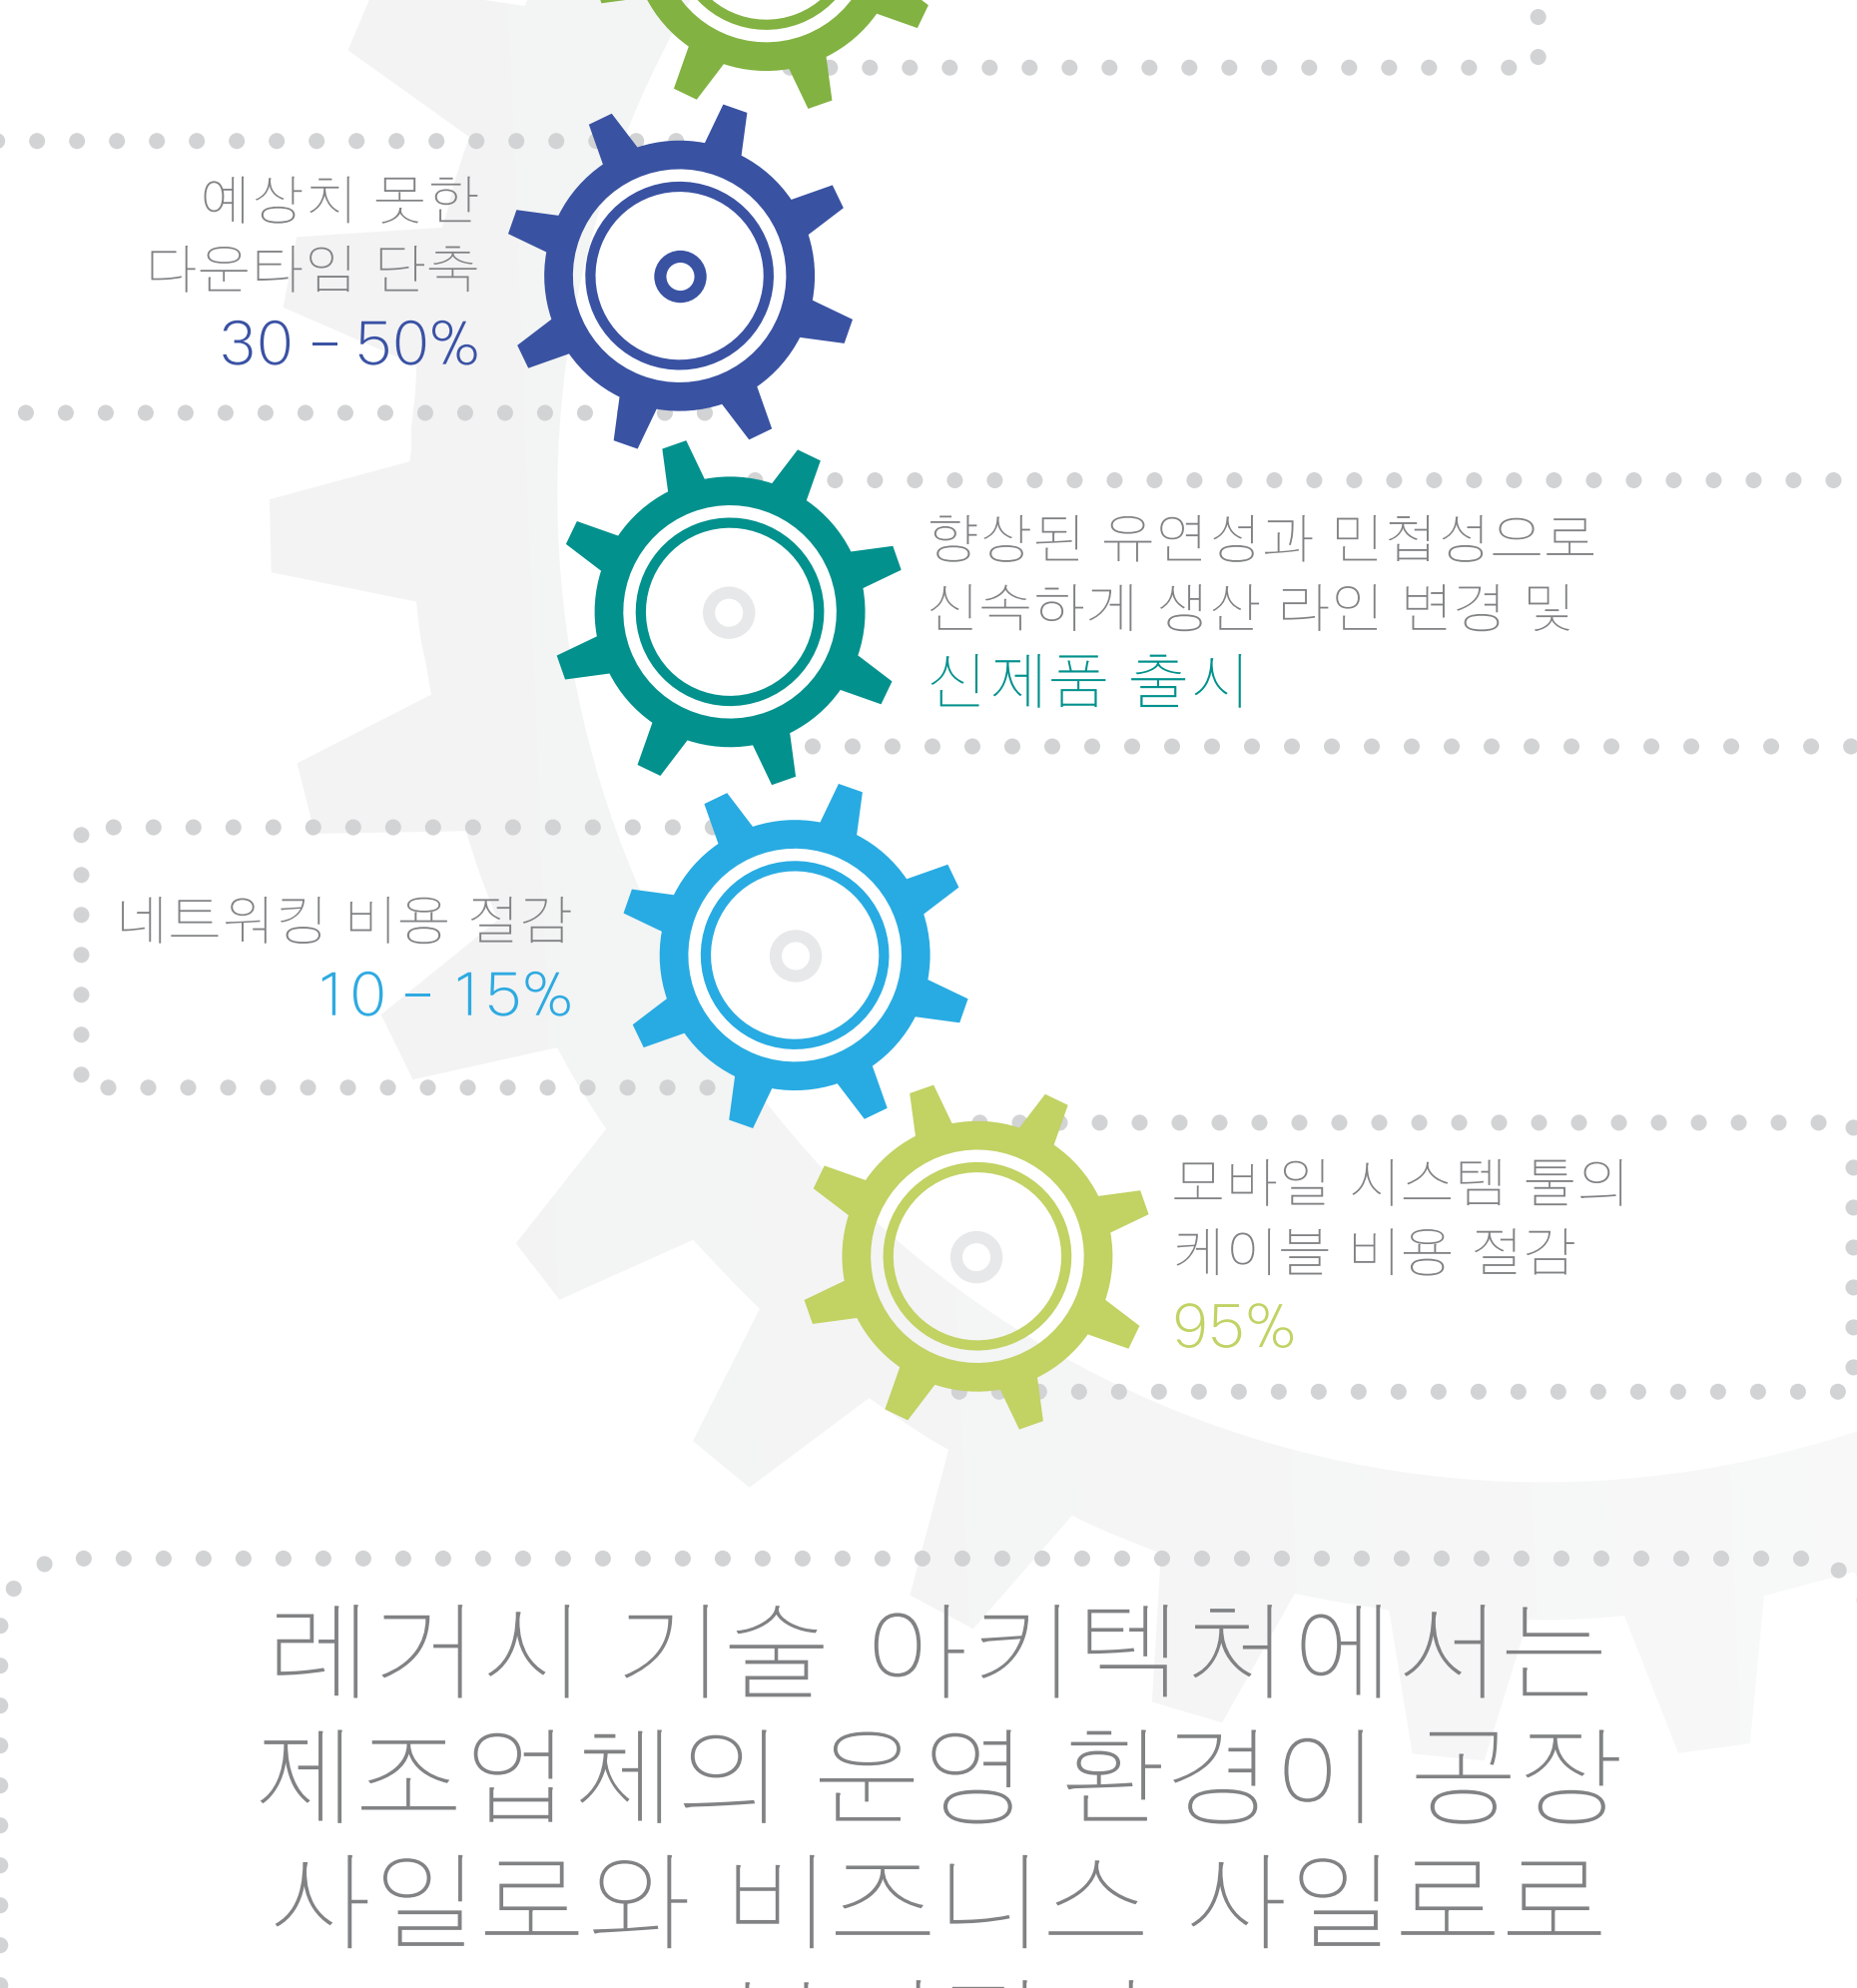 예상치 못한
다운타임 단축
30 – 50%
향상된 유연성과 민첩성으로
신속하게 생산 라인 변경 및
신제품 출시
네트워킹 비용 절감
10 – 15%
모바일 시스템 툴의
케이블 비용 절감
95%
레거시 기술 아키텍처에서는
제조업체의 운영 환경이 공장
사일로와 비즈니스 사일로로